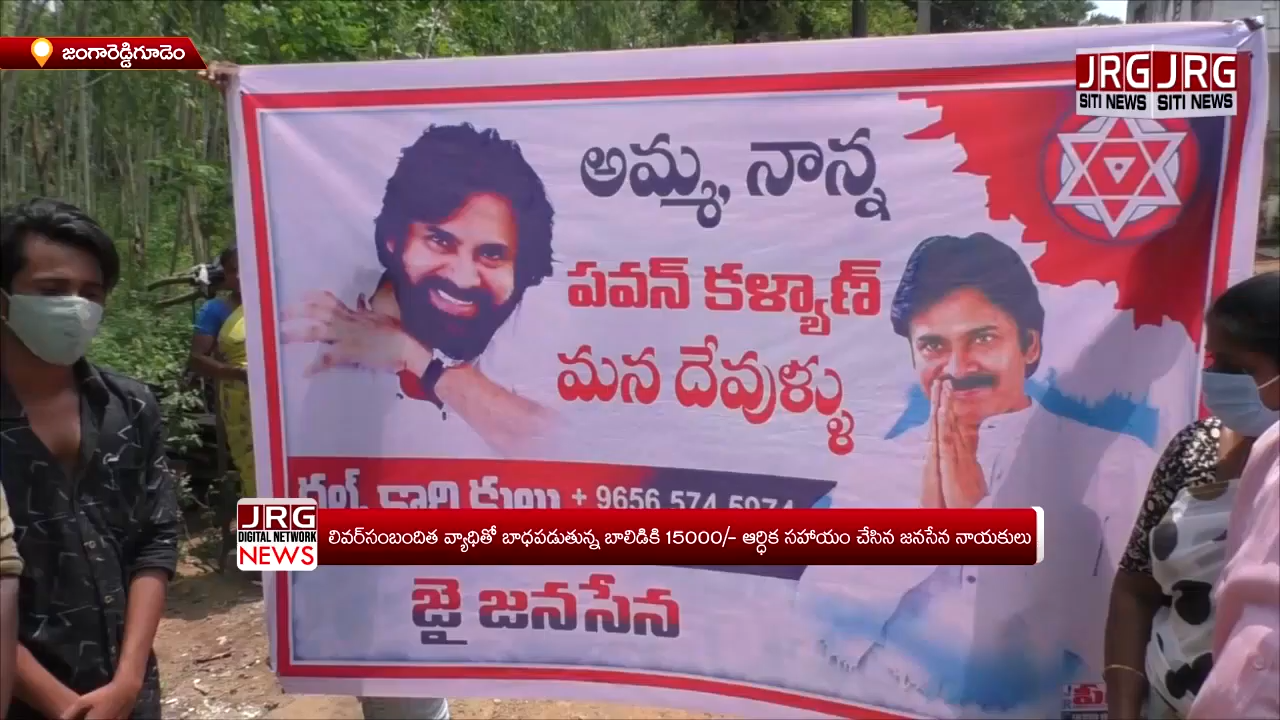 జంగారెడ్డిగూడెం
JRG JRG
SITI NEWS SITI NEWS
అమ్మ, నాన్న
పవన్ కళ్యాణ్
మన దేవుళ్ళు
+ 9656 574 5974
JRG
DIGITAL NETWORK
NEWS
లివర్‌సంబందిత వ్యాధితో బాధపడుతున్న బాలిడికి 15000/- ఆర్ధిక సహాయం చేసిన జనసేన నాయకులు
జై జనసేన